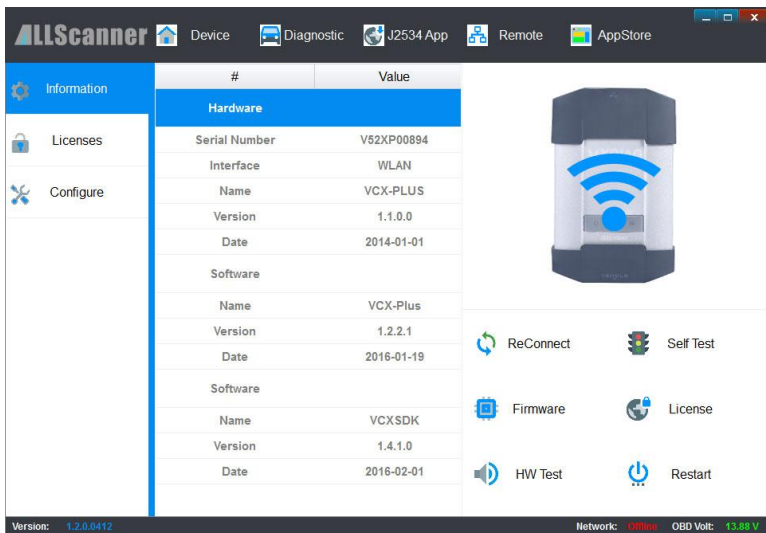 ALLScanner
Device
Diagnostic
J2534 App
Remote
AppStore
Information
Licenses
Configure
# Value
Hardware
Serial Number V52XP00894
Interface WLAN
Name VCX-PLUS
Version 1.1.0.0
Date 2014-01-01
Software
Name VCX-Plus
Version 1.2.2.1
Date 2016-01-19
Software
Name VCXSDK
Version 1.4.1.0
Date 2016-02-01
ReConnect
Self Test
Firmware
License
HW Test
Restart
Version: 1.2.0.0412
Network: Offline OBD Volt: 13.88 V